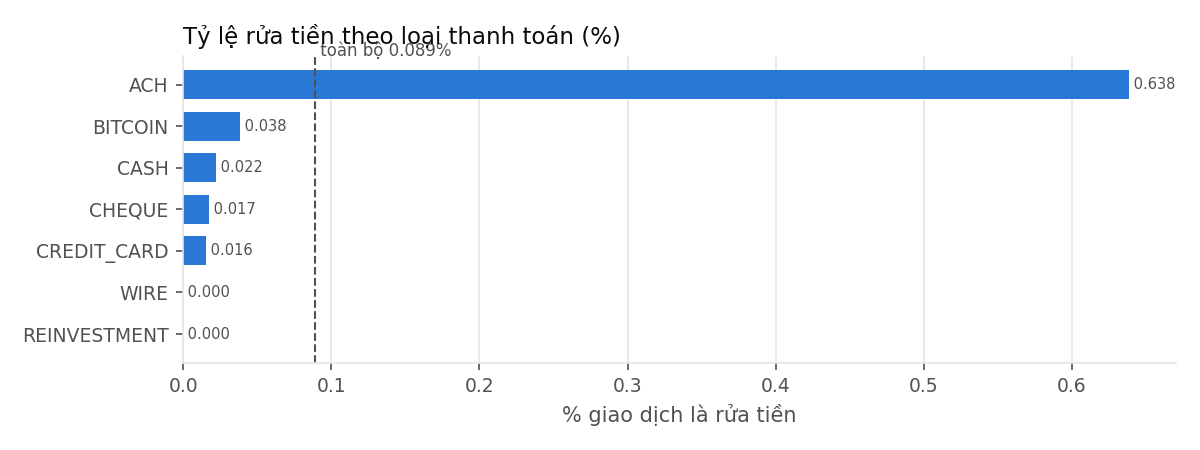 Tỷ lệ rửa tiền theo loại thanh toán (%)
toàn bộ 0.089%
ACH 0.638
BITCOIN 0.038
CASH 0.022
CHEQUE 0.017
CREDIT_CARD 0.016
WIRE 0.000
REINVESTMENT 0.000
0.0 0.1 0.2 0.3 0.4 0.5 0.6
% giao dịch là rửa tiền